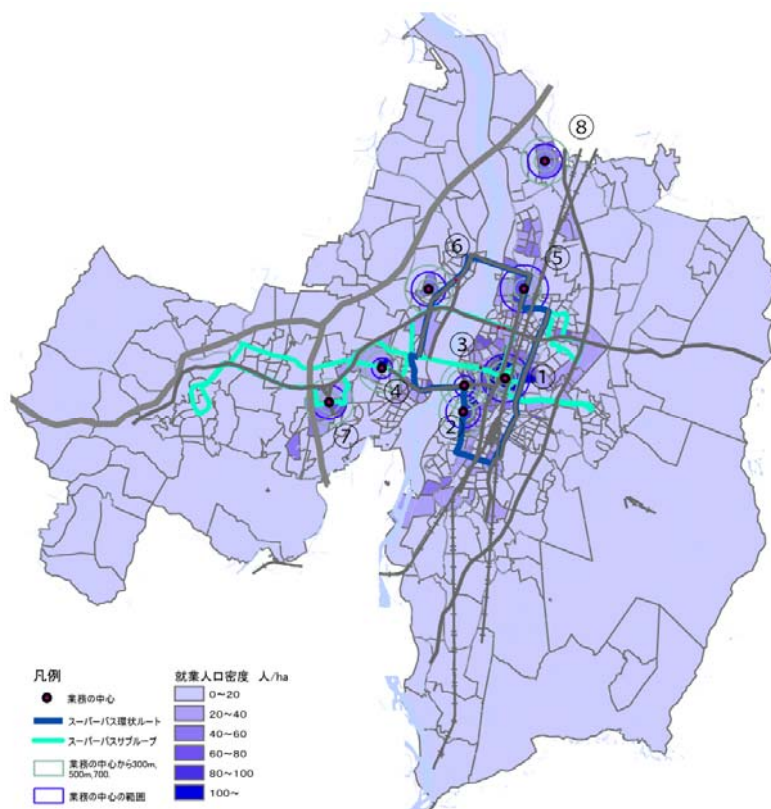 ⑧
⑥
⑤
③
①
④
②
⑦
凡例
業務の中心
スーパーバス環状ルート
スーパーバスサブループ
業務の中心から300m,
500m,700.
業務の中心の範囲
就業人口密度 人/ha
0～20
20～40
40～60
60～80
80～100
100～